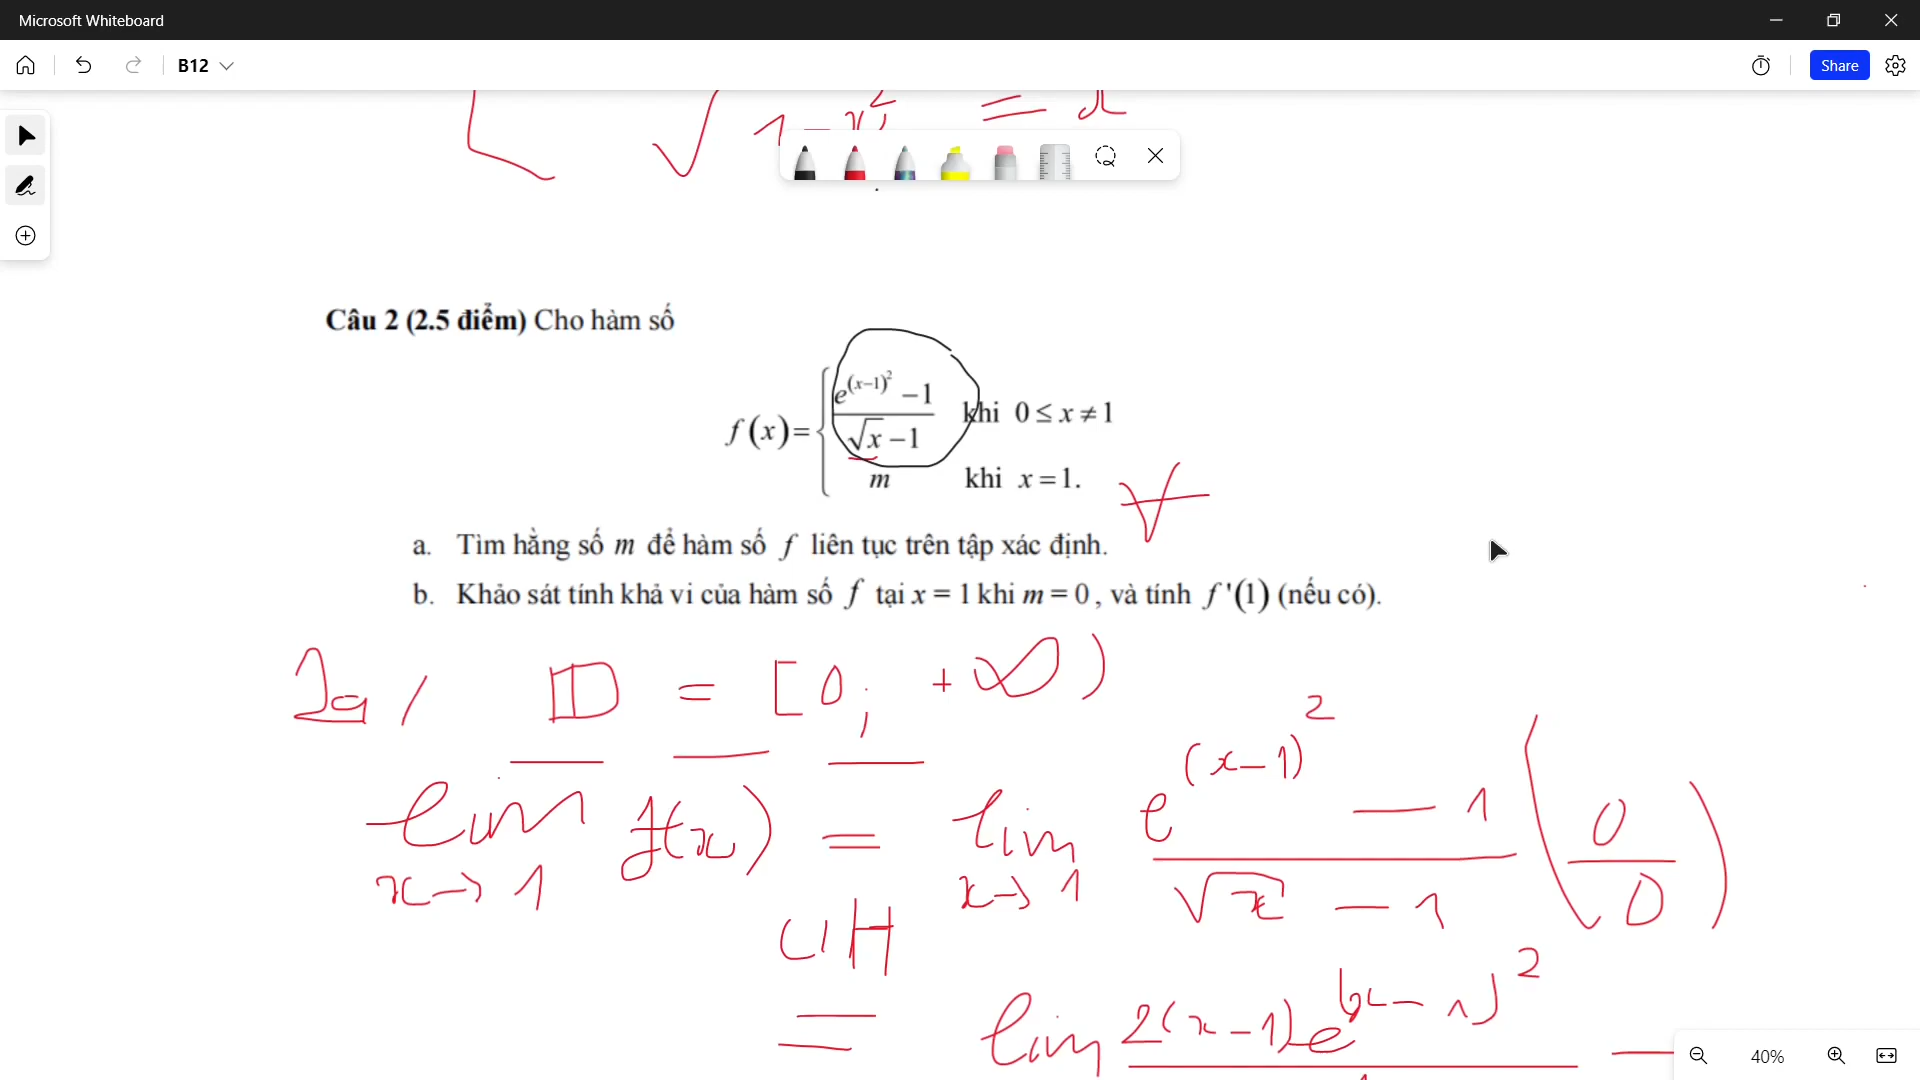 Microsoft Whiteboard
B12
Share
√1-x² = 2
Câu 2 (2.5 điểm) Cho hàm số
f(x) = { (e^{(x-1)^2} - 1) / (√x - 1) khi 0 ≤ x ≠ 1
m khi x = 1.
∀
a. Tìm hằng số m để hàm số f liên tục trên tập xác định.
b. Khảo sát tính khả vi của hàm số f tại x = 1 khi m = 0, và tính f '(1) (nếu có).
2a/ D = [0; +∞)
lim_{x→1} f(x) = lim_{x→1} (e^{(x-1)^2} - 1) / (√x - 1) (0/0)
L'H
= lim 2(x-1)e^{(x-1)^2}
40%